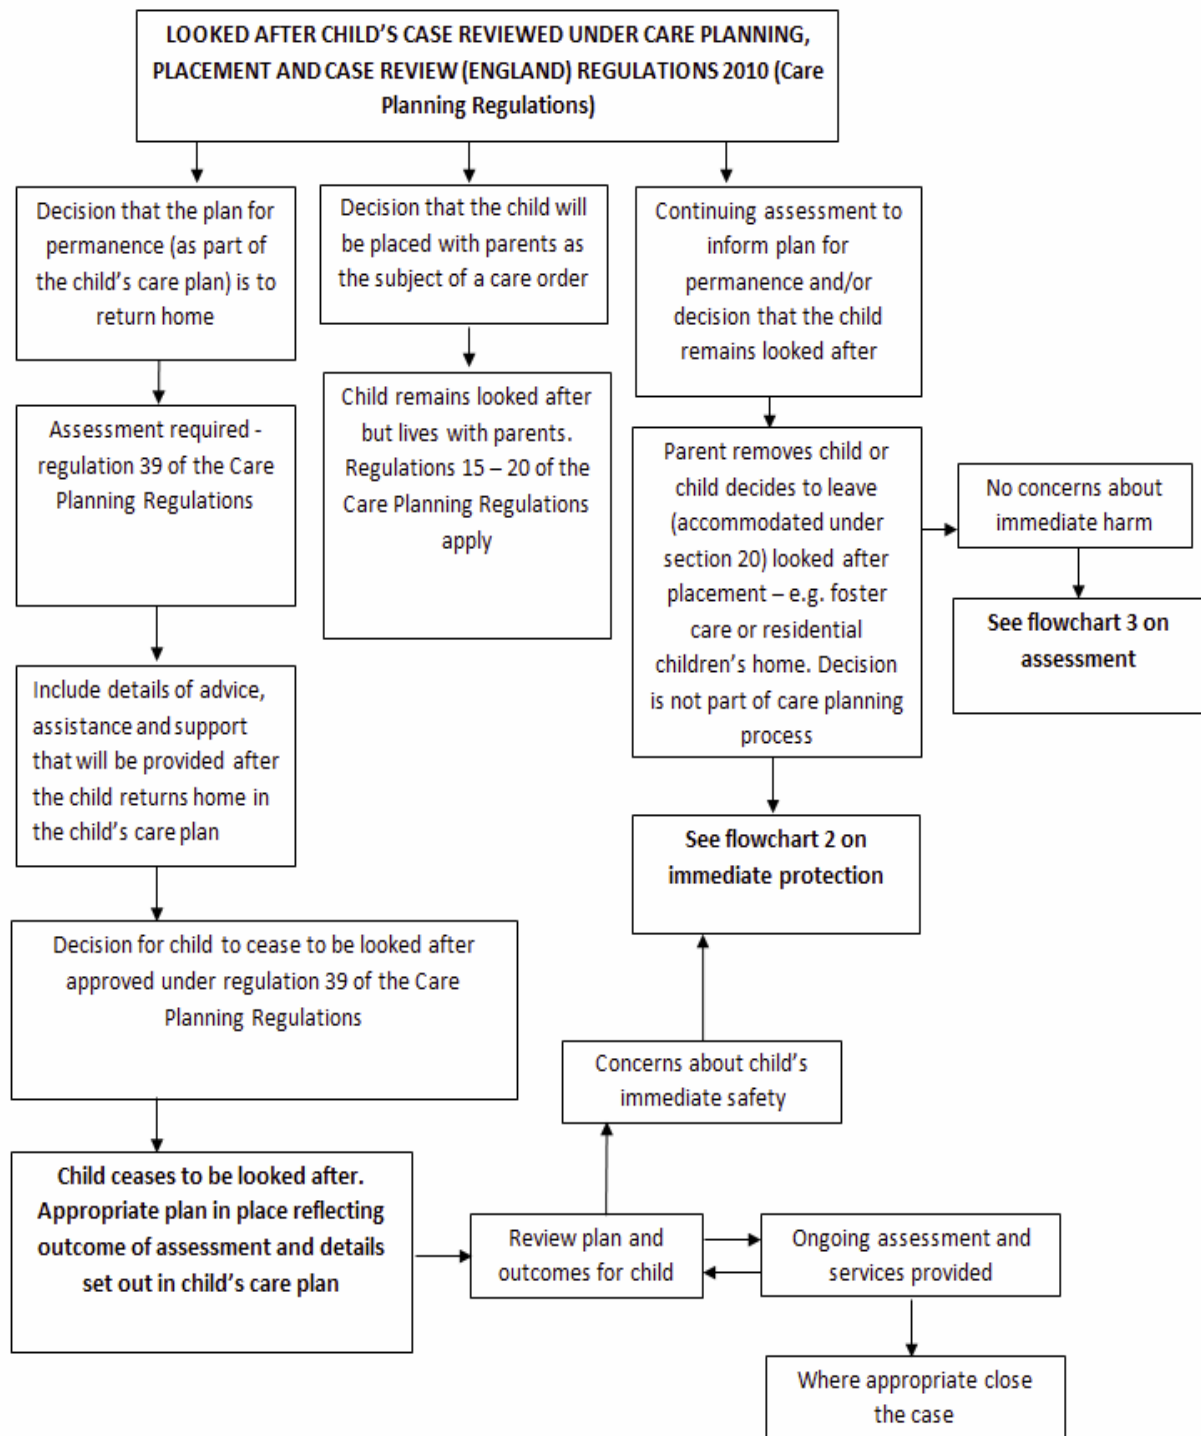 LOOKED AFTER CHILD'S CASE REVIEWED UNDER CARE PLANNING,
PLACEMENT AND CASE REVIEW (ENGLAND) REGULATIONS 2010 (Care
Planning Regulations)
Decision that the plan for
permanence (as part of
the child's care plan) is to
return home
Decision that the child will
be placed with parents as
the subject of a care order
Continuing assessment to
inform plan for
permanence and/or
decision that the child
remains looked after
Assessment required -
regulation 39 of the Care
Planning Regulations
Child remains looked after
but lives with parents.
Regulations 15 – 20 of the
Care Planning Regulations
apply
Parent removes child or
child decides to leave
(accommodated under
section 20) looked after
placement – e.g. foster
care or residential
children's home. Decision
is not part of care planning
process
No concerns about
immediate harm
See flowchart 3 on
assessment
Include details of advice,
assistance and support
that will be provided after
the child returns home in
the child's care plan
See flowchart 2 on
immediate protection
Decision for child to cease to be looked after
approved under regulation 39 of the Care
Planning Regulations
Concerns about child's
immediate safety
Child ceases to be looked after.
Appropriate plan in place reflecting
outcome of assessment and details
set out in child's care plan
Review plan and
outcomes for child
Ongoing assessment and
services provided
Where appropriate close
the case